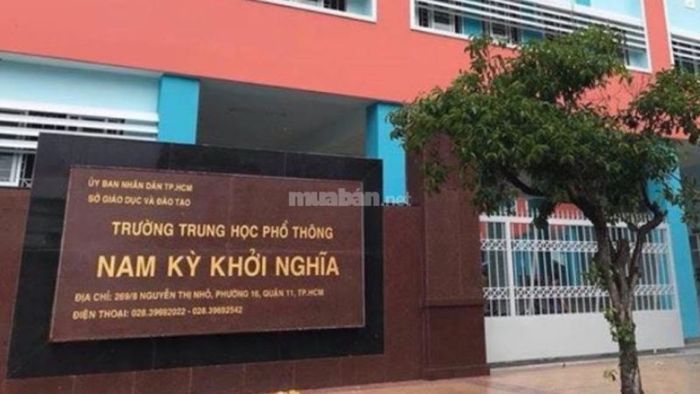 ỦY BAN NHÂN DÂN TP.HCM
SỞ GIÁO DỤC VÀ ĐÀO TẠO
TRƯỜNG TRUNG HỌC PHỔ THÔNG
NAM KỲ KHỞI NGHĨA
ĐỊA CHỈ: 269/8 NGUYỄN THỊ NHỎ, PHƯỜNG 16, QUẬN 11, TP.HCM
ĐIỆN THOẠI: 028.39692022 - 028.39692542
muaban.net